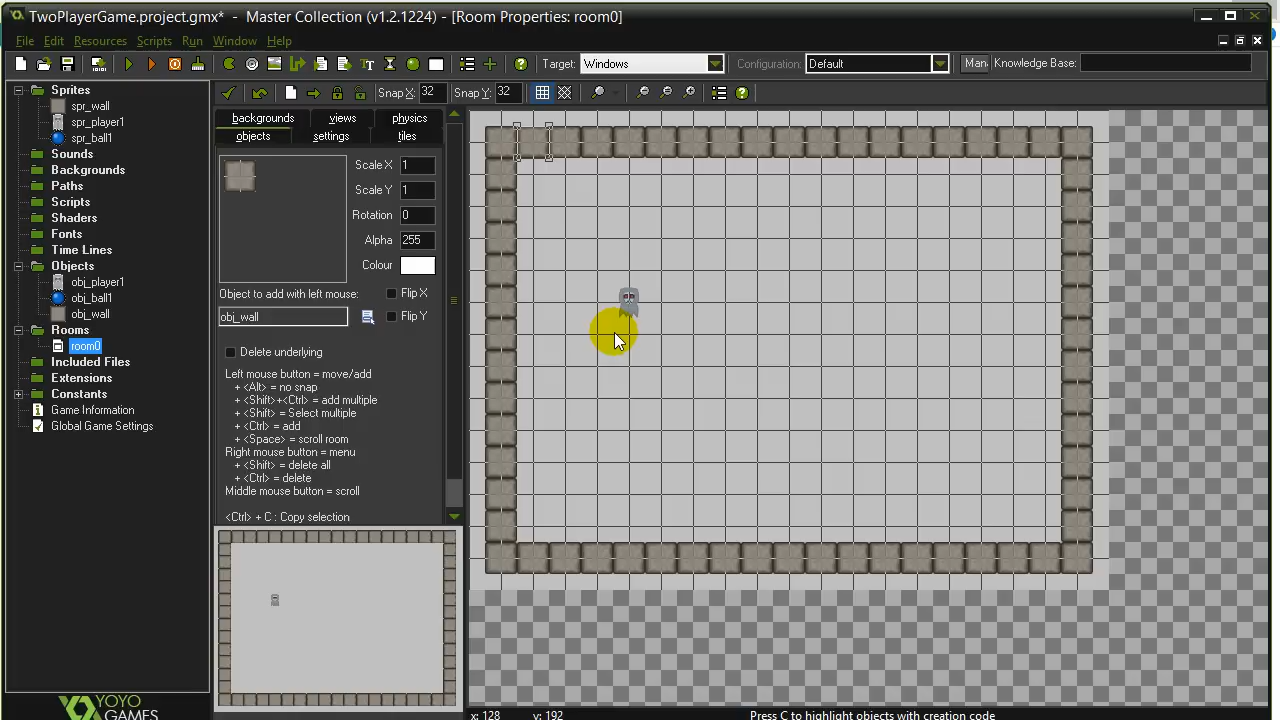 TwoPlayerGame.project.gmx* - Master Collection (v1.2.1224) - [Room Properties: room0]
File Edit Resources Scripts Run Window Help
Target: Windows Configuration: Default Man Knowledge Base:
Snap X: 32 Snap Y: 32
Sprites
spr_wall
spr_player1
spr_ball1
Sounds
Backgrounds
Paths
Scripts
Shaders
Fonts
Time Lines
Objects
obj_player1
obj_ball1
obj_wall
Rooms
room0
Included Files
Extensions
Constants
Game Information
Global Game Settings
YOYO
GAMES
backgrounds views physics
objects settings tiles
Scale X 1
Scale Y 1
Rotation 0
Alpha 255
Colour
Object to add with left mouse: Flip X
obj_wall Flip Y
Delete underlying
Left mouse button = move/add
+ <Alt> = no snap
+ <Shift>+<Ctrl> = add multiple
+ <Shift> = Select multiple
+ <Ctrl> = add
+ <Space> = scroll room
Right mouse button = menu
+ <Shift> = delete all
+ <Ctrl> = delete
Middle mouse button = scroll
<Ctrl> + C : Copy selection
x: 128 y: 192 Press C to highlight objects with creation code